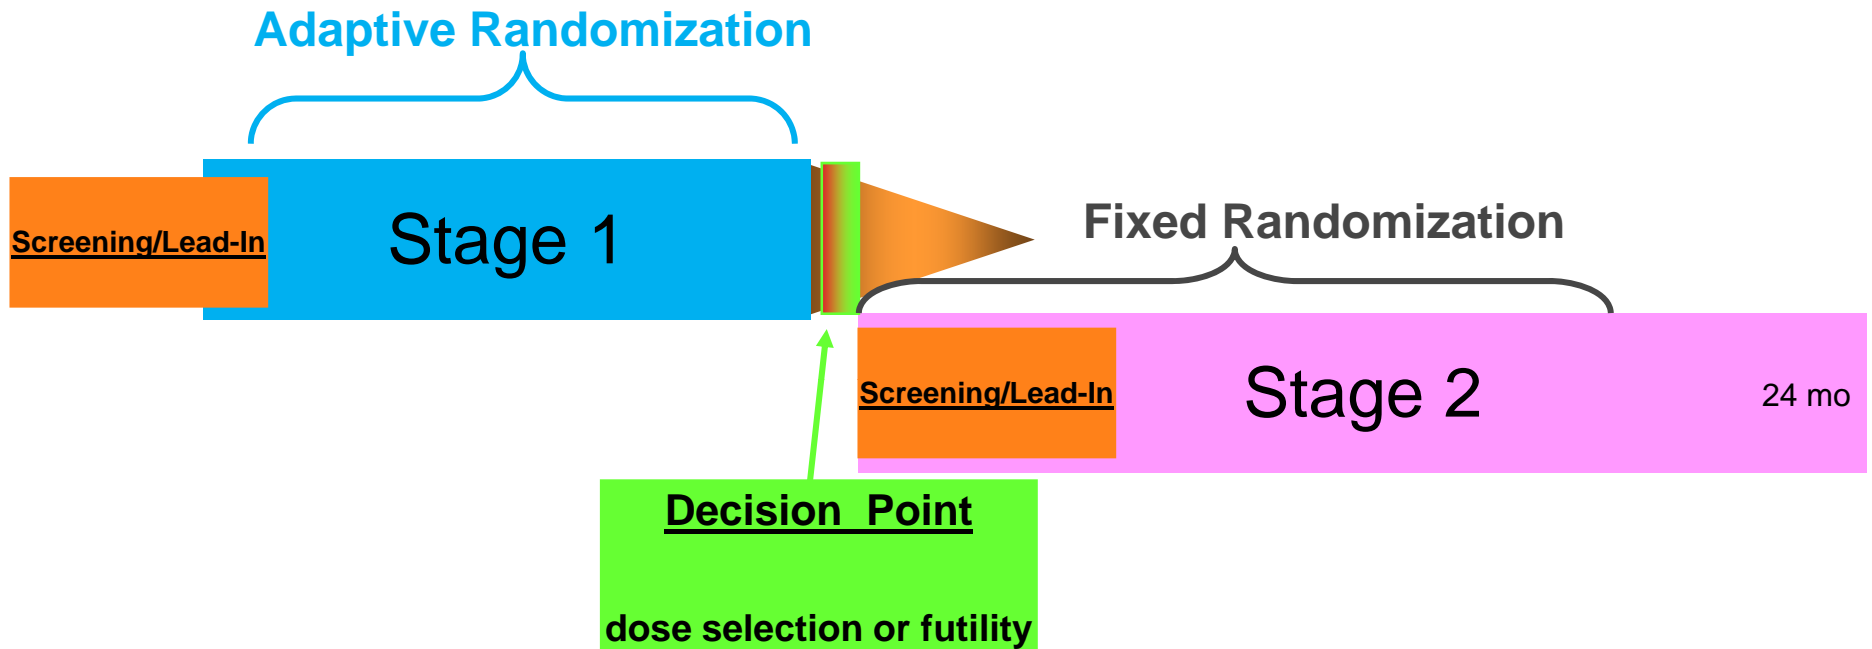 Adaptive Randomization
Screening/Lead-In
Stage 1
Fixed Randomization
Screening/Lead-In
Stage 2
24 mo
Decision Point
dose selection or futility